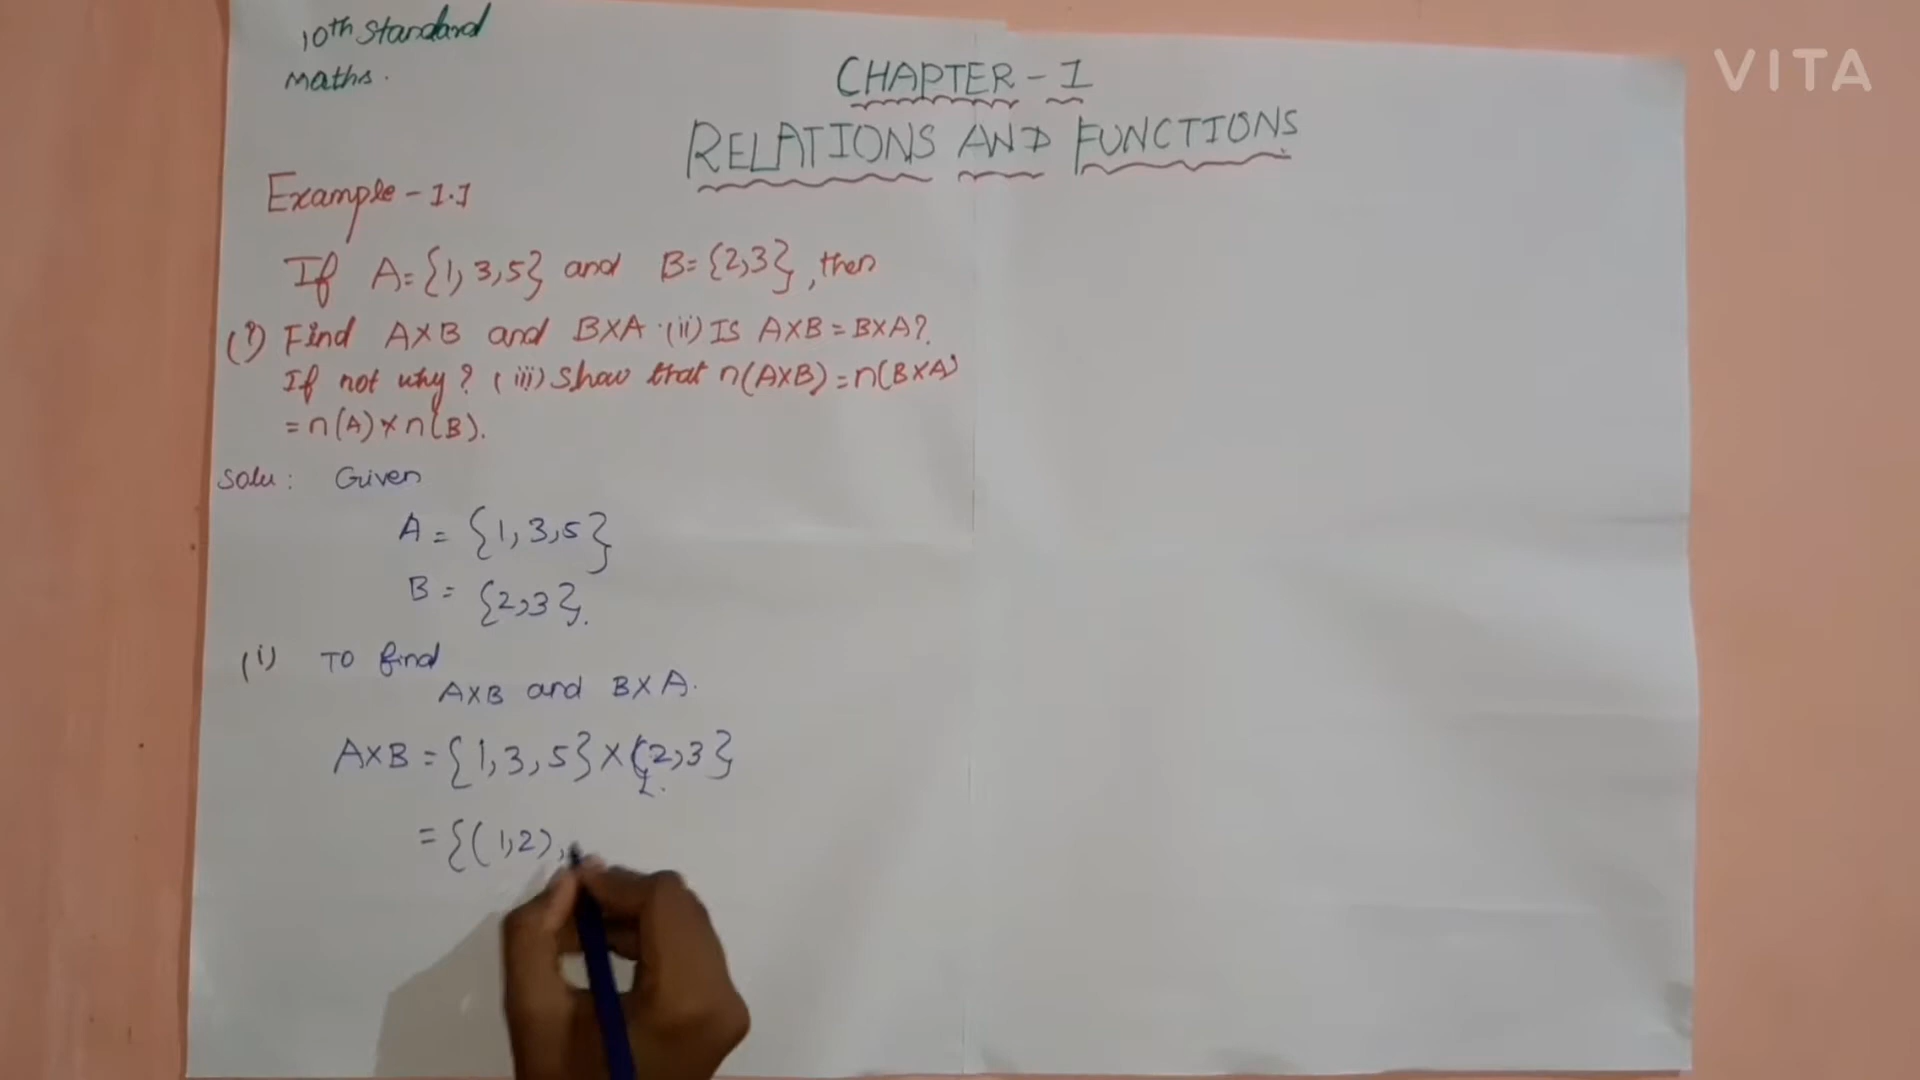 10th Standard
Maths.
VITA
CHAPTER - I
RELATIONS AND FUNCTIONS
Example - 1.1
If A = {1, 3, 5} and B = {2, 3}, then
(i) Find A×B and B×A. (ii) Is A×B = B×A?
If not why? (iii) Show that n(A×B) = n(B×A)
= n(A) × n(B).
Solu: Given
A = {1, 3, 5}
B = {2, 3}.
(i) To find
A×B and B×A.
A×B = {1, 3, 5} × {2, 3}
= {(1, 2),